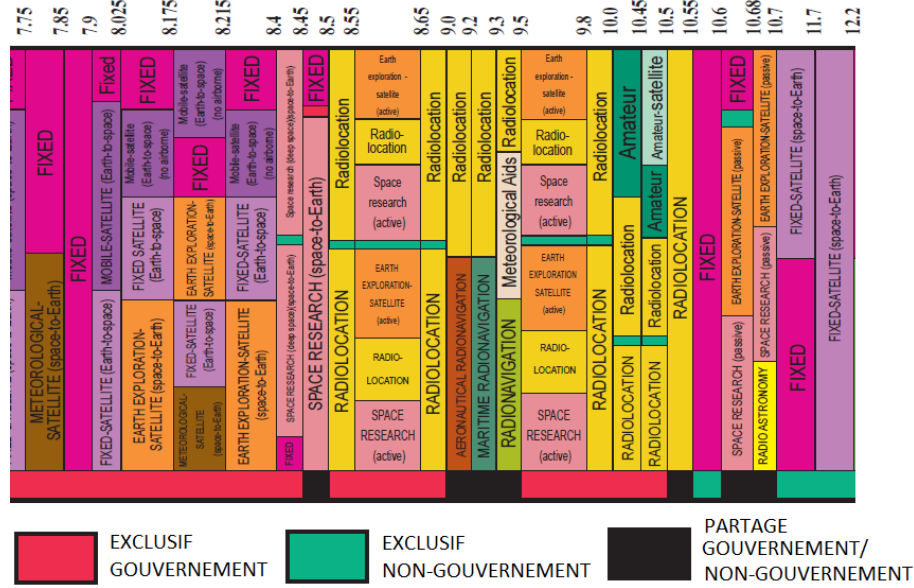 7.75
7.85
7.9
8.025
8.175
8.215
8.4
8.45
8.5
8.55
8.65
9.0
9.2
9.3
9.5
9.8
10.0
10.45
10.5
10.55
10.6
10.68
10.7
11.7
12.2
FIXED
METEOROLOGICAL-
SATELLITE (space-to-Earth)
FIXED
Fixed
MOBILE-SATELLITE (Earth-to-space)
FIXED-SATELLITE (Earth-to-space)
FIXED
Mobile-satellite
(Earth-to-space)
(no airborne)
FIXED SATELLITE
(Earth-to-space)
EARTH EXPLORATION-
SATELLITE (space-to-Earth)
Mobile-satellite
(Earth-to-space)
(no airborne)
FIXED
EARTH EXPLORATION-
SATELLITE (space-to-Earth)
FIXED-SATELLITE
(Earth-to-space)
METEOROLOGICAL-
SATELLITE
(space-to-Earth)
FIXED
Mobile-satellite
(Earth-to-space)
(no airborne)
FIXED-SATELLITE
(Earth-to-space)
EARTH EXPLORATION-SATELLITE
(space-to-Earth)
Space research (deep space)(space-to-Earth)
SPACE RESEARCH (deep space)(space-to-Earth)
FIXED
FIXED
SPACE RESEARCH (space-to-Earth)
Radiolocation
RADIOLOCATION
Earth
exploration -
satellite
(active)
Radio-
location
Space
research
(active)
EARTH
EXPLORATION-
SATELLITE
(active)
RADIO-
LOCATION
SPACE
RESEARCH
(active)
Radiolocation
RADIOLOCATION
Radiolocation
AERONAUTICAL RADIONAVIGATION
Radiolocation
MARITIME RADIONAVIGATION
Radiolocation
Meteorological Aids
RADIONAVIGATION
Earth
exploration -
satellite
(active)
Radio-
location
Space
research
(active)
EARTH
EXPLORATION
SATELLITE
(active)
RADIO-
LOCATION
SPACE
RESEARCH
(active)
Radiolocation
RADIOLOCATION
Amateur
Radiolocation
RADIOLOCATION
Amateur-satellite
Amateur
Radiolocation
RADIOLOCATION
RADIOLOCATION
FIXED
FIXED
EARTH EXPLORATION-SATELLITE (passive)
SPACE RESEARCH (passive)
EARTH EXPLORATION-SATELLITE (passive)
SPACE RESEARCH (passive)
RADIO ASTRONOMY
FIXED-SATELLITE (space-to-Earth)
FIXED
FIXED-SATELLITE (space-to-Earth)
EXCLUSIF
GOUVERNEMENT
EXCLUSIF
NON-GOUVERNEMENT
PARTAGE
GOUVERNEMENT/
NON-GOUVERNEMENT